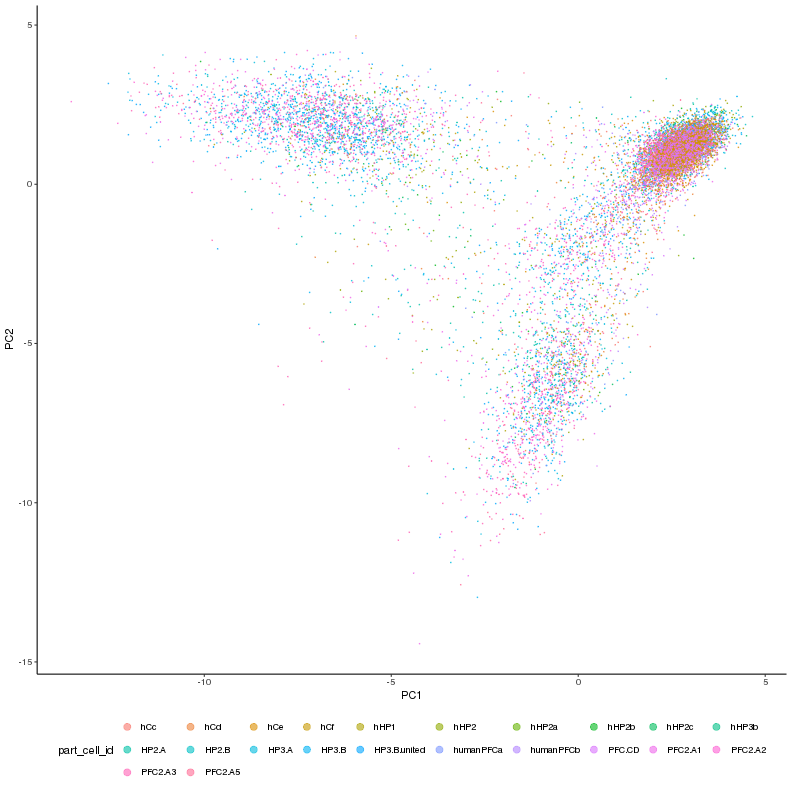 5
0
-5
-10
-15
PC2
-10 -5 0 5
PC1
part_cell_id
hCc hCd hCe hCf hHP1 hHP2 hHP2a hHP2b hHP2c hHP3b
HP2.A HP2.B HP3.A HP3.B HP3.B.united humanPFCa humanPFCb PFC.CD PFC2.A1 PFC2.A2
PFC2.A3 PFC2.A5